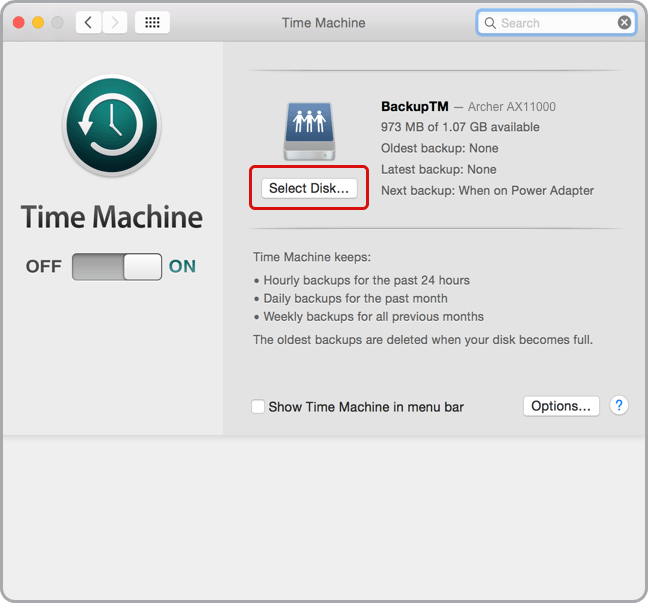 Time Machine
Search
Time Machine
OFF ON
BackupTM — Archer AX11000
973 MB of 1.07 GB available
Oldest backup: None
Latest backup: None
Next backup: When on Power Adapter
Select Disk...
Time Machine keeps:
• Hourly backups for the past 24 hours
• Daily backups for the past month
• Weekly backups for all previous months
The oldest backups are deleted when your disk becomes full.
Show Time Machine in menu bar
Options...
?